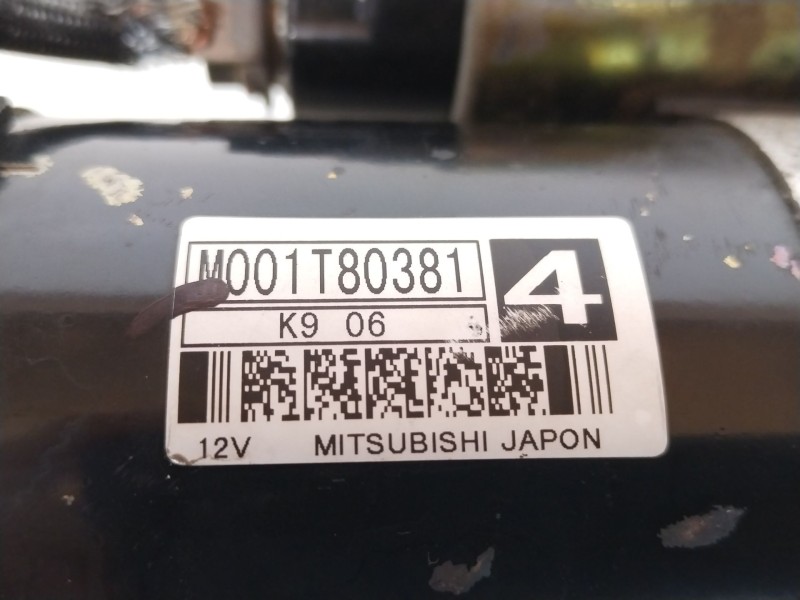 M001T80381
4
K9 06
12V MITSUBISHI JAPON